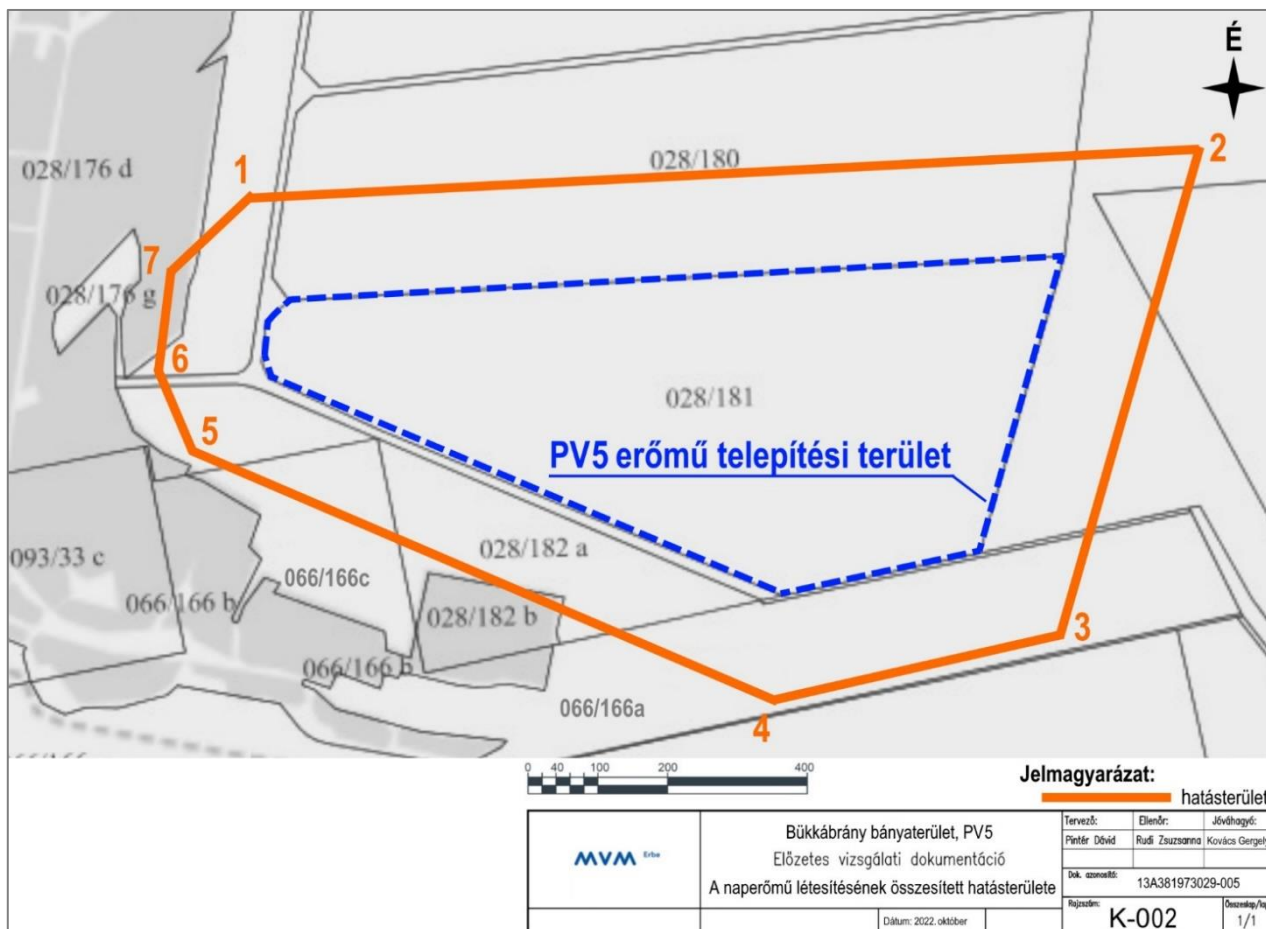 É
028/176 d
1
028/180
2
7
028/176 g
6
028/181
5
PV5 erőmű telepítési terület
093/33 c
028/182 a
066/166c
066/166 b
028/182 b
3
066/166 b
066/166a
4
0 40 100 200 400
Jelmagyarázat:
hatásterület
MVM Erbe
Bükkábrány bányaterület, PV5
Előzetes vizsgálati dokumentáció
A naperőmű létesítésének összesített hatásterülete
Dátum: 2022. október
Tervező: Ellenőr: Jóváhagyó:
Pintér Dávid Rudi Zsuzsanna Kovács Gergely
Dok. azonosító: 13A381973029-005
Rajzszám: K-002
1/1